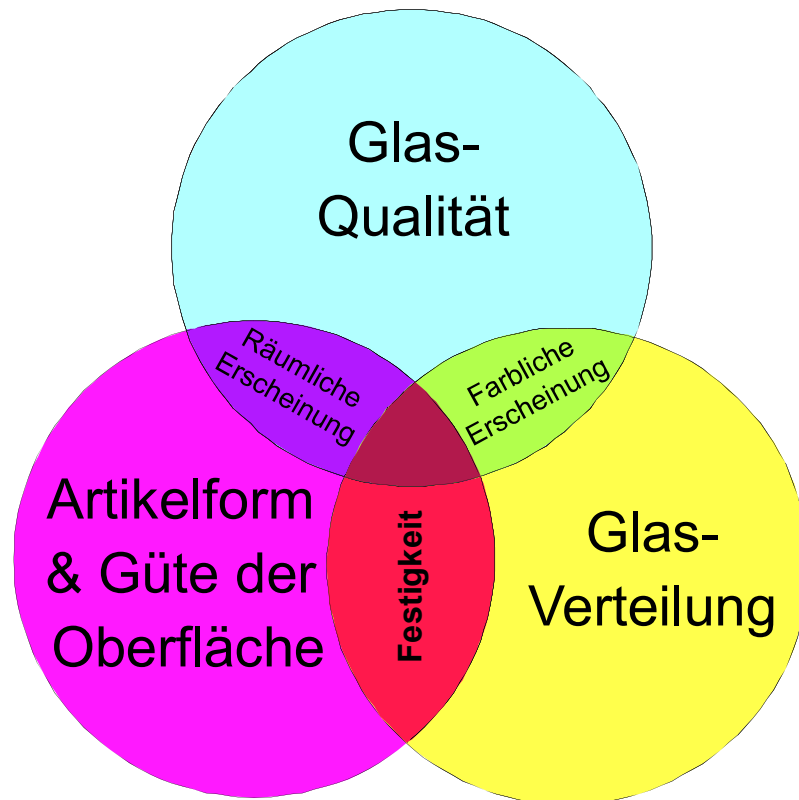 Glas-
Qualität
Räumliche
Erscheinung
Farbliche
Erscheinung
Artikelform
& Güte der
Oberfläche
Festigkeit
Glas-
Verteilung